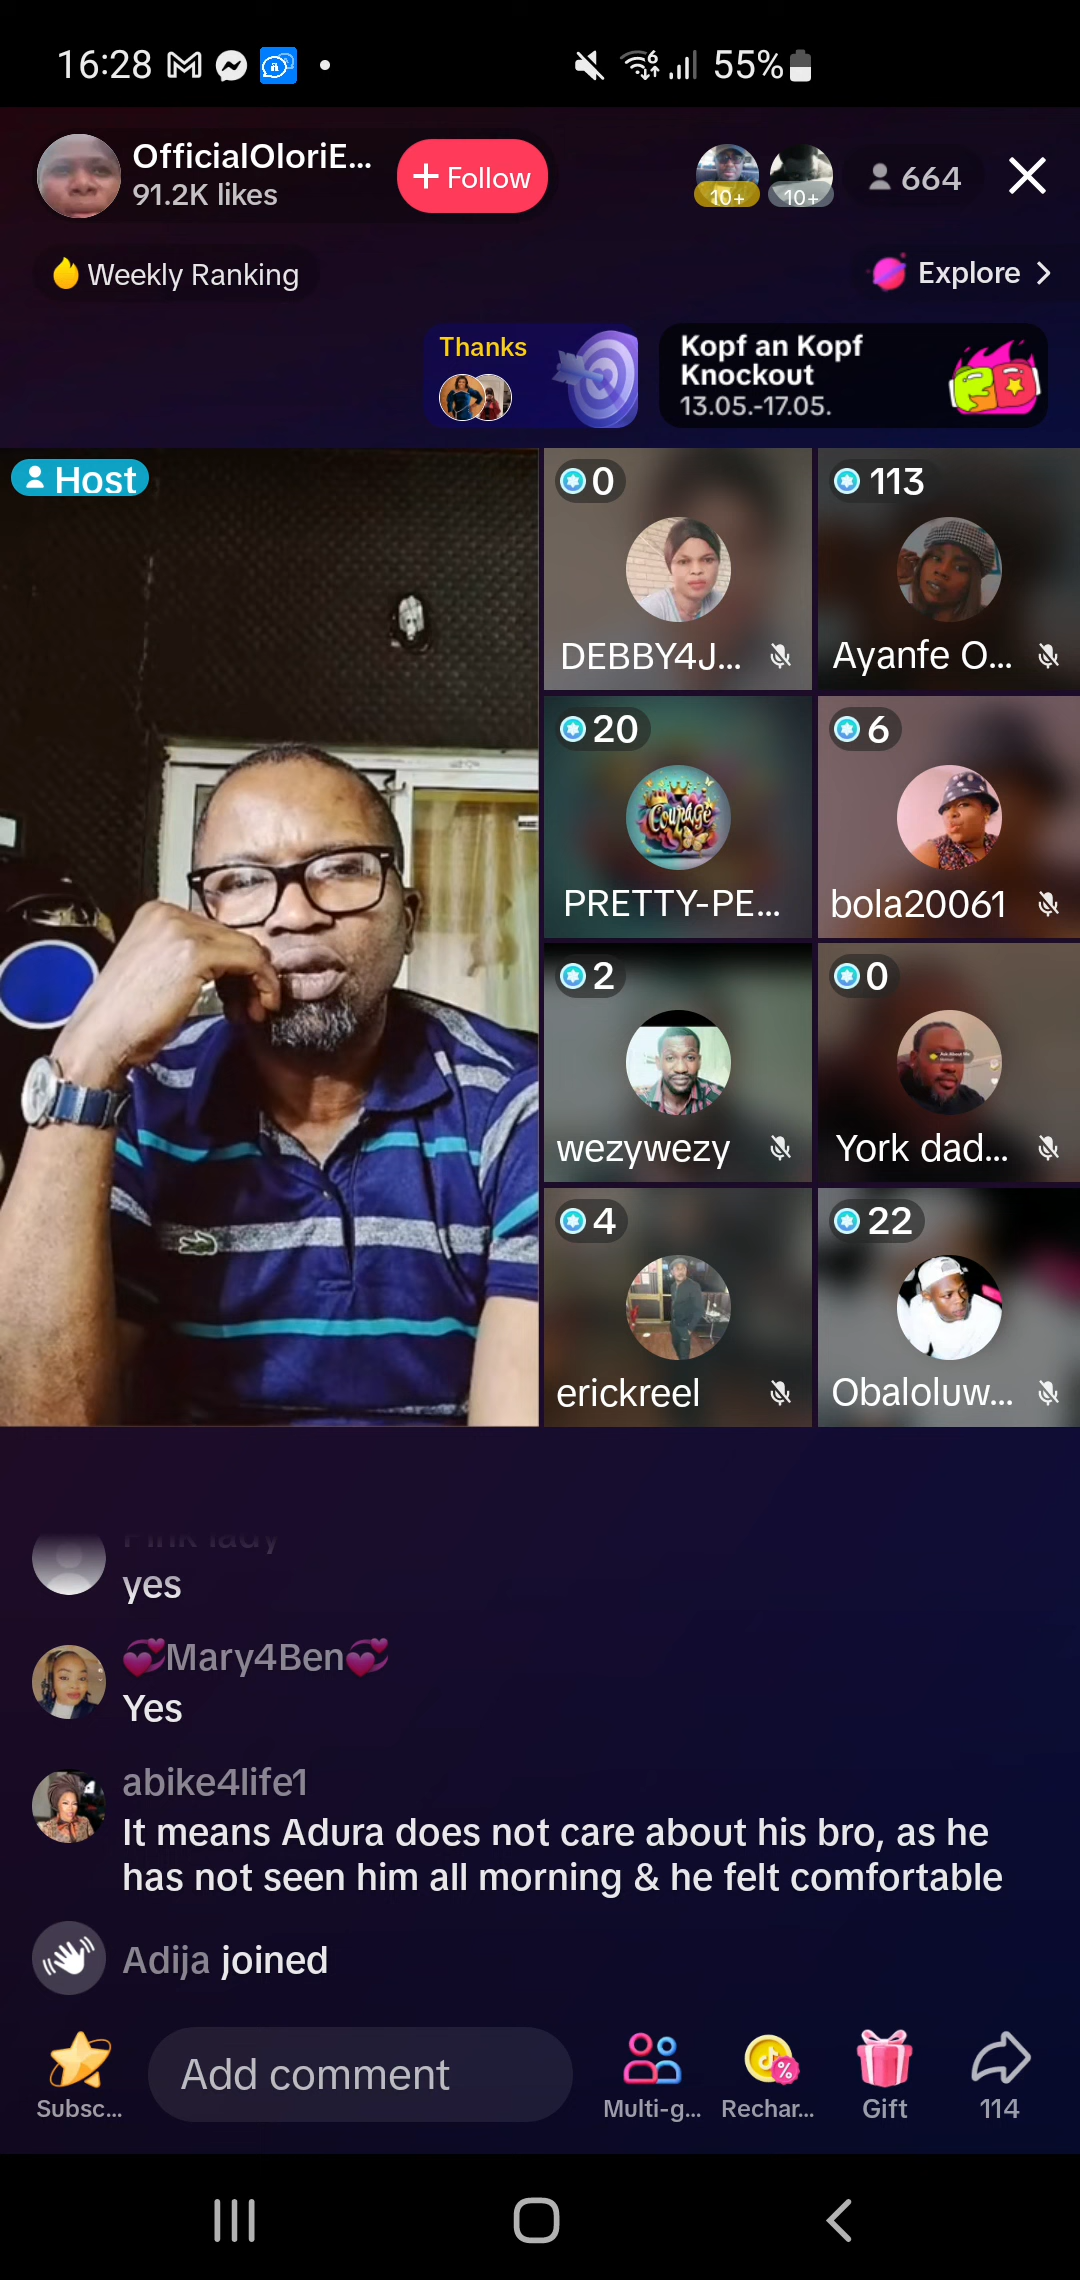 16:28
55%
OfficialOloriE...
91.2K likes
+ Follow
10+
10+
664
Weekly Ranking
Explore
Thanks
Kopf an Kopf
Knockout
13.05.-17.05.
Host
0
113
DEBBY4J...
Ayanfe O...
20
6
Courage
PRETTY-PE...
bola20061
2
0
wezywezy
York dad...
4
22
erickreel
Obaloluw...
Pink lady
yes
💞Mary4Ben💞
Yes
abike4life1
It means Adura does not care about his bro, as he
has not seen him all morning & he felt comfortable
Adija joined
Add comment
Subsc...
Multi-g...
Rechar...
Gift
114